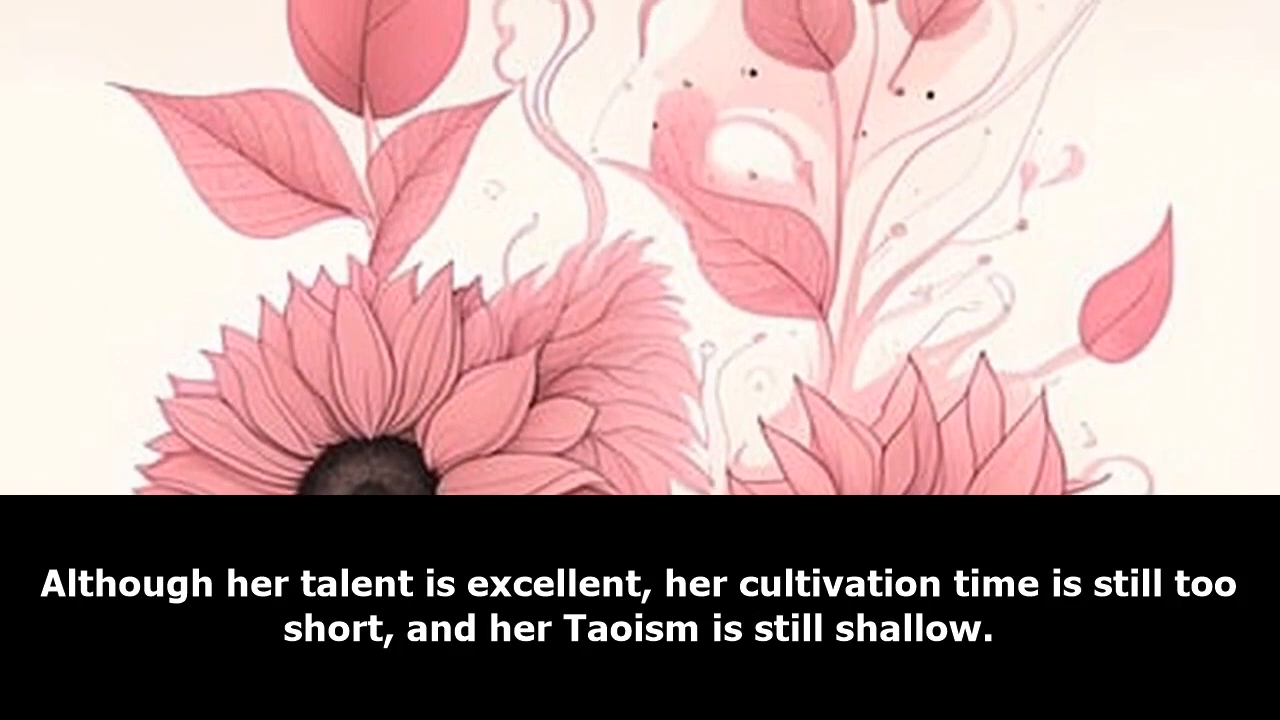 Although her talent is excellent, her cultivation time is still too
short, and her Taoism is still shallow.